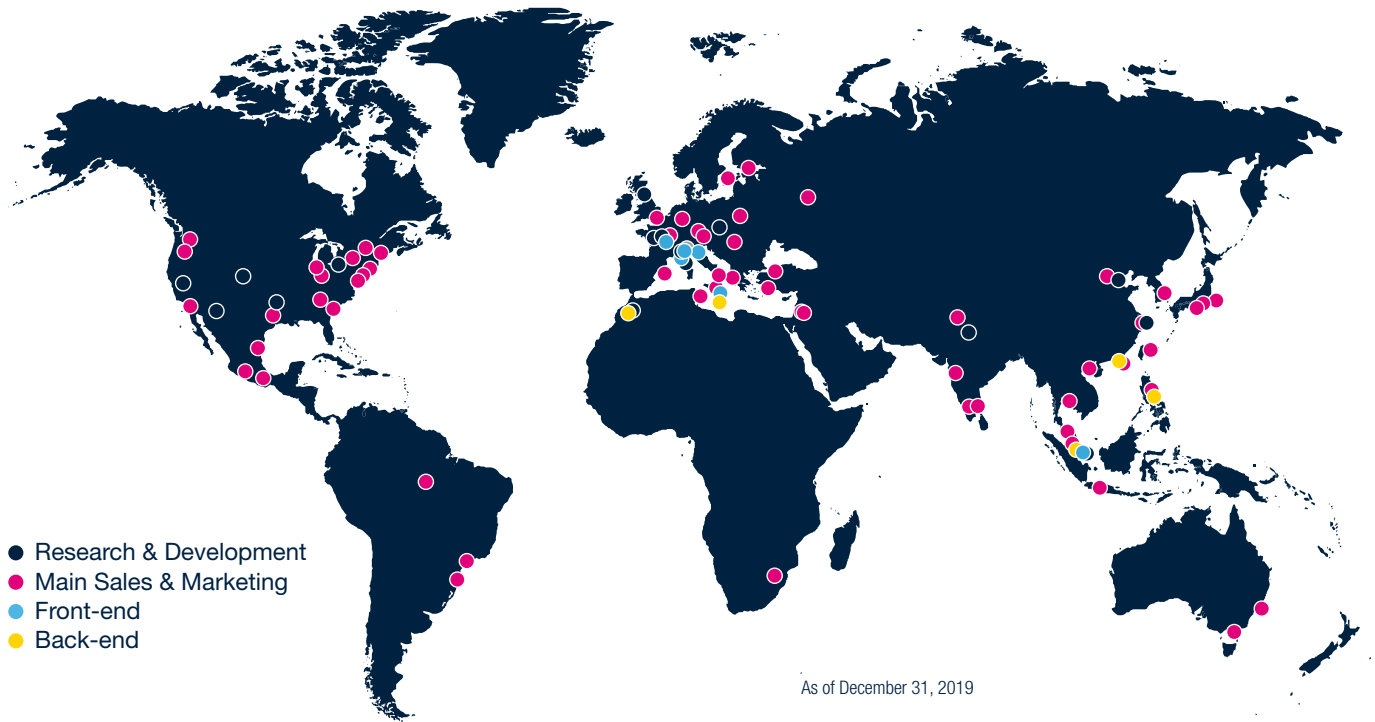 Research & Development
Main Sales & Marketing
Front-end
Back-end
As of December 31, 2019